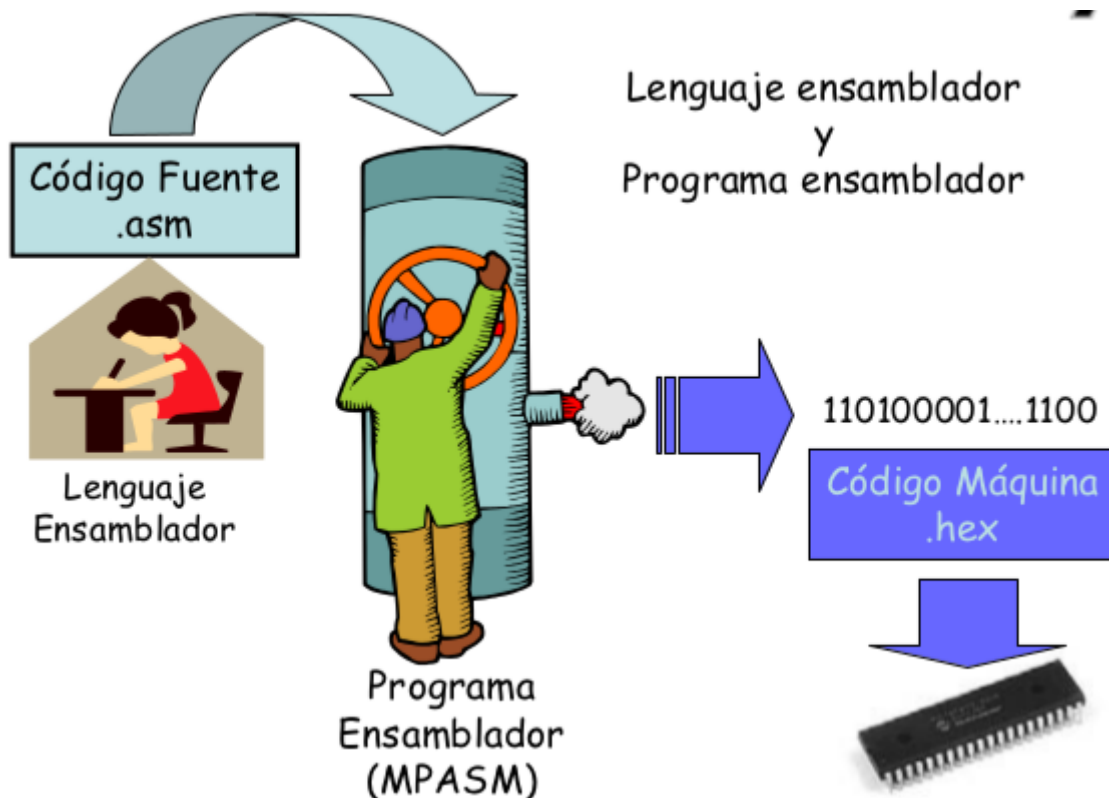 Lenguaje ensamblador
y
Programa ensamblador
Código Fuente
.asm
Lenguaje
Ensamblador
Programa
Ensamblador
(MPASM)
110100001....1100
Código Máquina
.hex